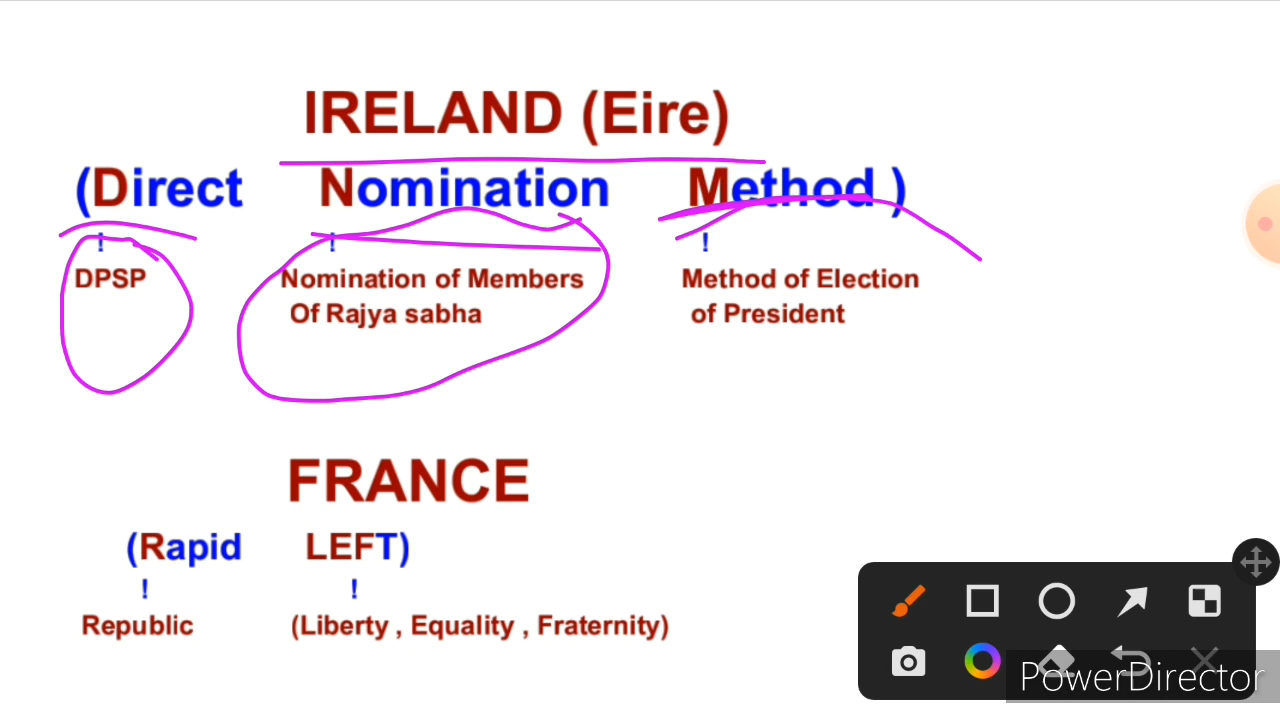 IRELAND (Eire)
(Direct Nomination Method )
! ! !
DPSP Nomination of Members Method of Election
Of Rajya sabha of President
FRANCE
(Rapid LEFT)
! !
Republic (Liberty , Equality , Fraternity)
PowerDirector